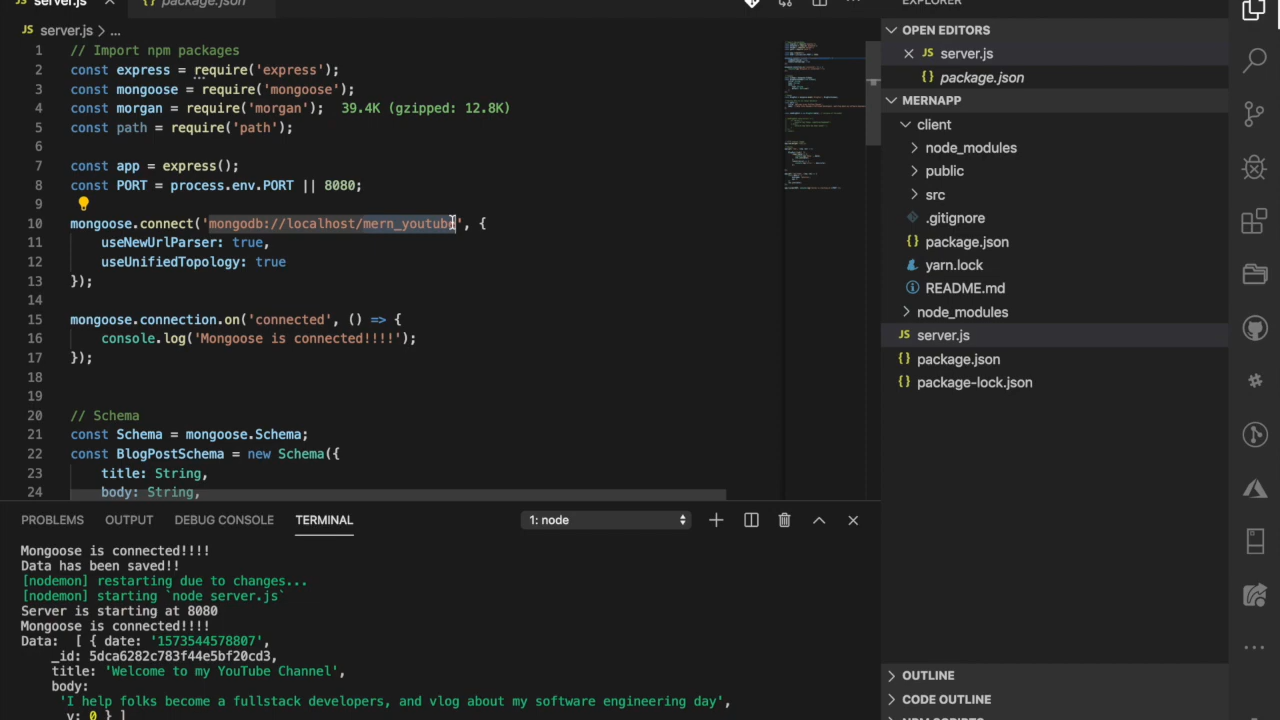 server.js
package.json
server.js > ...
1 // Import npm packages
2 const express = require('express');
3 const mongoose = require('mongoose');
4 const morgan = require('morgan'); 39.4K (gzipped: 12.8K)
5 const path = require('path');
6
7 const app = express();
8 const PORT = process.env.PORT || 8080;
9
10 mongoose.connect('mongodb://localhost/mern_youtube', {
11 useNewUrlParser: true,
12 useUnifiedTopology: true
13 });
14
15 mongoose.connection.on('connected', () => {
16 console.log('Mongoose is connected!!!!');
17 });
18
19
20 // Schema
21 const Schema = mongoose.Schema;
22 const BlogPostSchema = new Schema({
23 title: String,
24 body: String,
PROBLEMS OUTPUT DEBUG CONSOLE TERMINAL 1: node
Mongoose is connected!!!!
Data has been saved!!
[nodemon] restarting due to changes...
[nodemon] starting `node server.js`
Server is starting at 8080
Mongoose is connected!!!!
Data: [ { date: '1573544578807',
_id: 5dca6282c783f44e5bf20cd3,
title: 'Welcome to my YouTube Channel',
body:
'I help folks become a fullstack developers, and vlog about my software engineering day',
v: 0 } ]
EXPLORER
OPEN EDITORS
JS server.js
{} package.json
MERNAPP
client
node_modules
public
src
.gitignore
package.json
yarn.lock
README.md
node_modules
JS server.js
{} package.json
{} package-lock.json
OUTLINE
CODE OUTLINE
NPM SCRIPTS